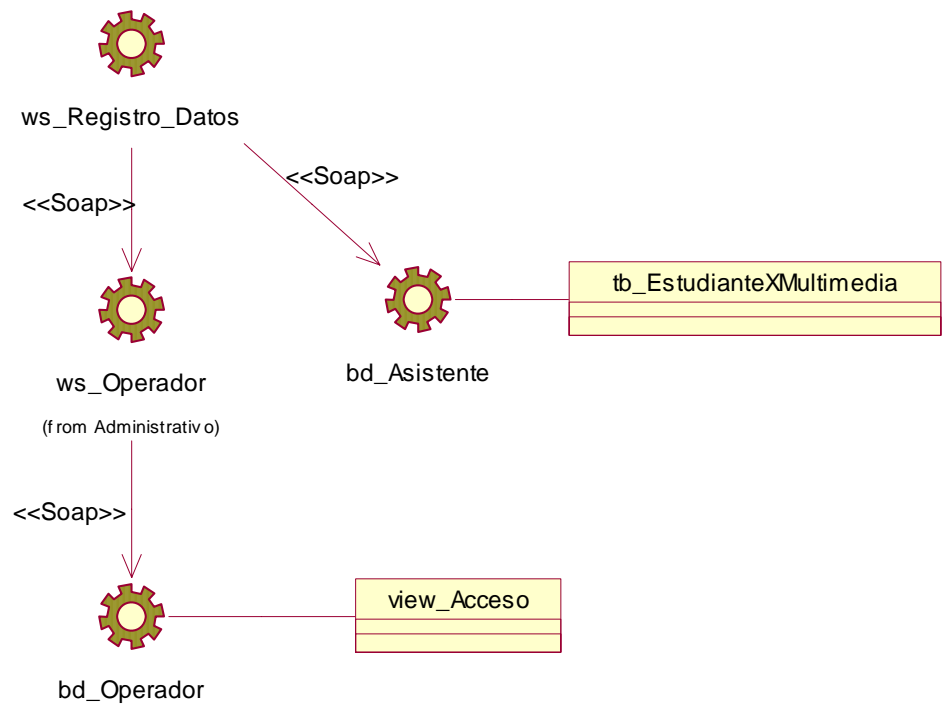 ws_Registro_Datos
<<Soap>>
<<Soap>>
tb_EstudianteXMultimedia
ws_Operador
(from Administrativo)
bd_Asistente
<<Soap>>
view_Acceso
bd_Operador